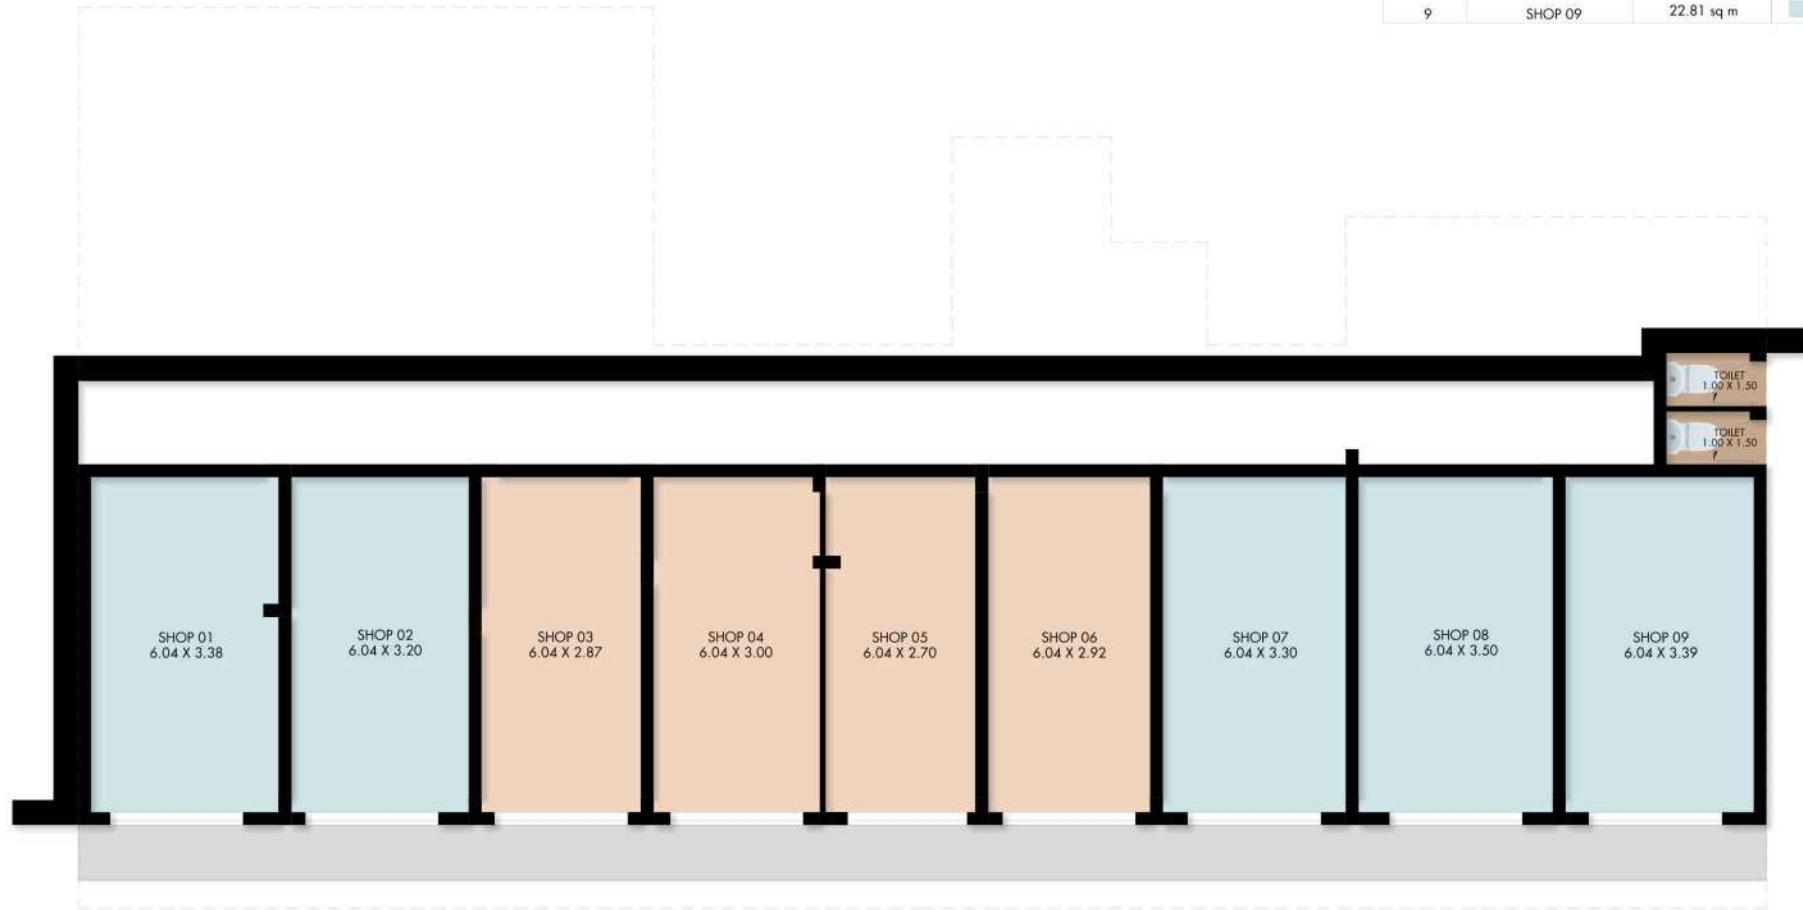 9 SHOP 09 22.81 sq m
TOILET
1.00 X 1.50
TOILET
1.00 X 1.50
SHOP 01
6.04 X 3.38
SHOP 02
6.04 X 3.20
SHOP 03
6.04 X 2.87
SHOP 04
6.04 X 3.00
SHOP 05
6.04 X 2.70
SHOP 06
6.04 X 2.92
SHOP 07
6.04 X 3.30
SHOP 08
6.04 X 3.50
SHOP 09
6.04 X 3.39